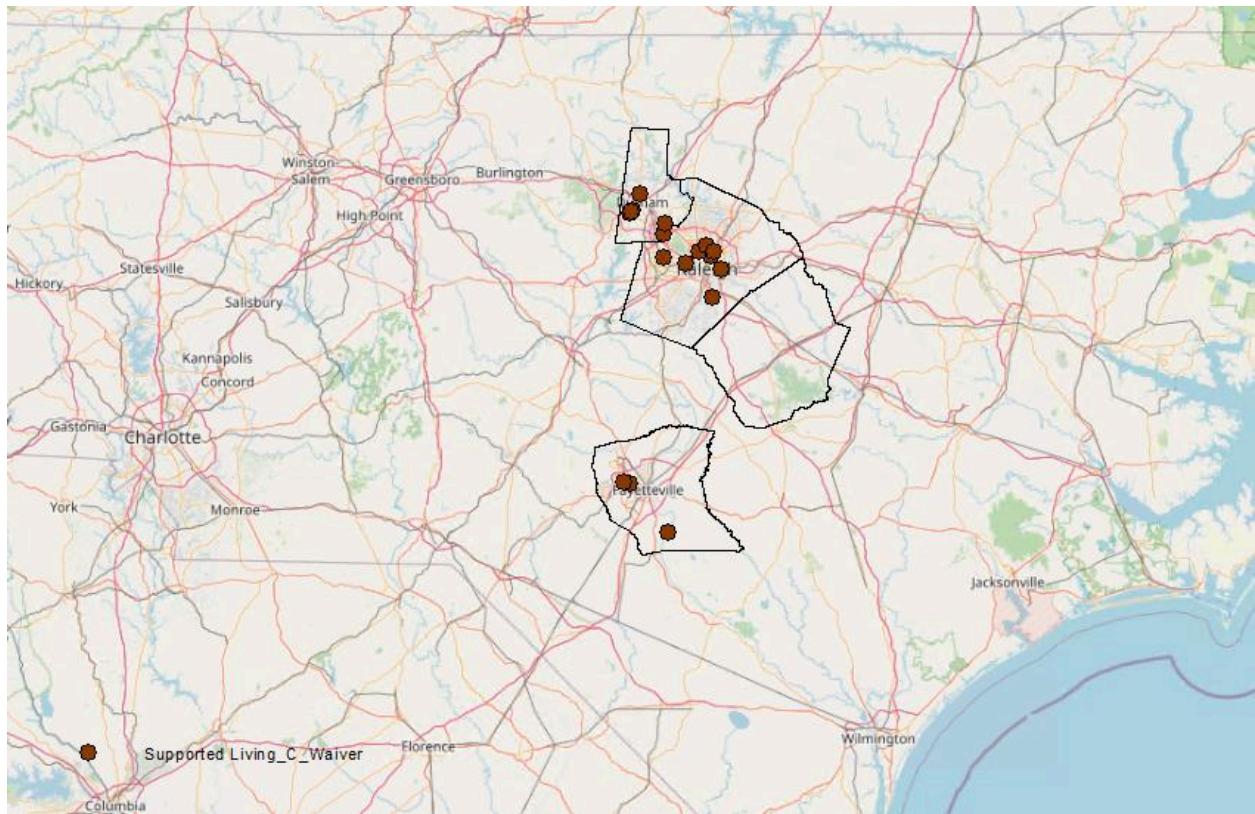 Winston-
Salem
Greensboro
Burlington
High Point
Statesville
Hickory
Salisbury
Kannapolis
Concord
Gastonia
Charlotte
York
Monroe
Fayetteville
Jacksonville
Wilmington
Florence
Supported Living_C_Waiver
Columbia